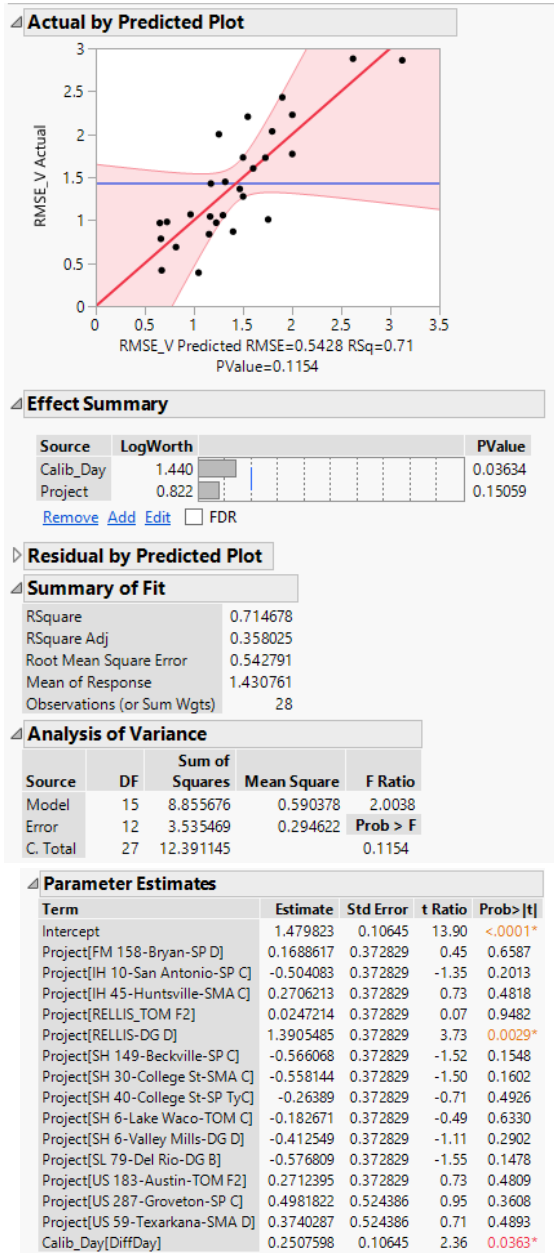 Actual by Predicted Plot
3
2.5
2
1.5
1
0.5
0
RMSE_V Actual
0 0.5 1 1.5 2 2.5 3 3.5
RMSE_V Predicted RMSE=0.5428 RSq=0.71
PValue=0.1154
Effect Summary
Source LogWorth PValue
Calib_Day 1.440 0.03634
Project 0.822 0.15059
Remove Add Edit FDR
Residual by Predicted Plot
Summary of Fit
RSquare 0.714678
RSquare Adj 0.358025
Root Mean Square Error 0.542791
Mean of Response 1.430761
Observations (or Sum Wgts) 28
Analysis of Variance
Sum of
Source DF Squares Mean Square F Ratio
Model 15 8.855676 0.590378 2.0038
Error 12 3.535469 0.294622 Prob > F
C. Total 27 12.391145 0.1154
Parameter Estimates
Term Estimate Std Error t Ratio Prob>|t|
Intercept 1.479823 0.10645 13.90 <.0001*
Project[FM 158-Bryan-SP D] 0.1688617 0.372829 0.45 0.6587
Project[IH 10-San Antonio-SP C] -0.504083 0.372829 -1.35 0.2013
Project[IH 45-Huntsville-SMA C] 0.2706213 0.372829 0.73 0.4818
Project[RELLIS_TOM F2] 0.0247214 0.372829 0.07 0.9482
Project[RELLIS-DG D] 1.3905485 0.372829 3.73 0.0029*
Project[SH 149-Beckville-SP C] -0.566068 0.372829 -1.52 0.1548
Project[SH 30-College St-SMA C] -0.558144 0.372829 -1.50 0.1602
Project[SH 40-College St-SP TyC] -0.26389 0.372829 -0.71 0.4926
Project[SH 6-Lake Waco-TOM C] -0.182671 0.372829 -0.49 0.6330
Project[SH 6-Valley Mills-DG D] -0.412549 0.372829 -1.11 0.2902
Project[SL 79-Del Rio-DG B] -0.576809 0.372829 -1.55 0.1478
Project[US 183-Austin-TOM F2] 0.2712395 0.372829 0.73 0.4809
Project[US 287-Groveton-SP C] 0.4981822 0.524386 0.95 0.3608
Project[US 59-Texarkana-SMA D] 0.3740287 0.524386 0.71 0.4893
Calib_Day[DiffDay] 0.2507598 0.10645 2.36 0.0363*